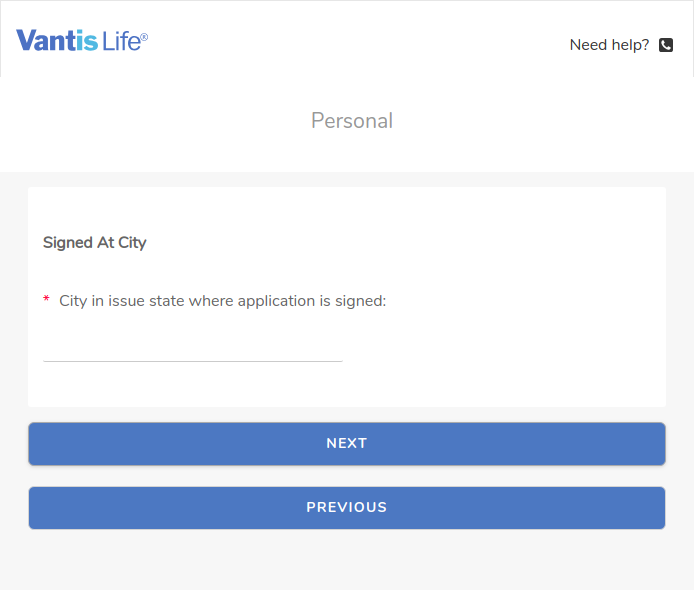 Vantis Life®
Need help?
Personal
Signed At City
* City in issue state where application is signed:
NEXT
PREVIOUS